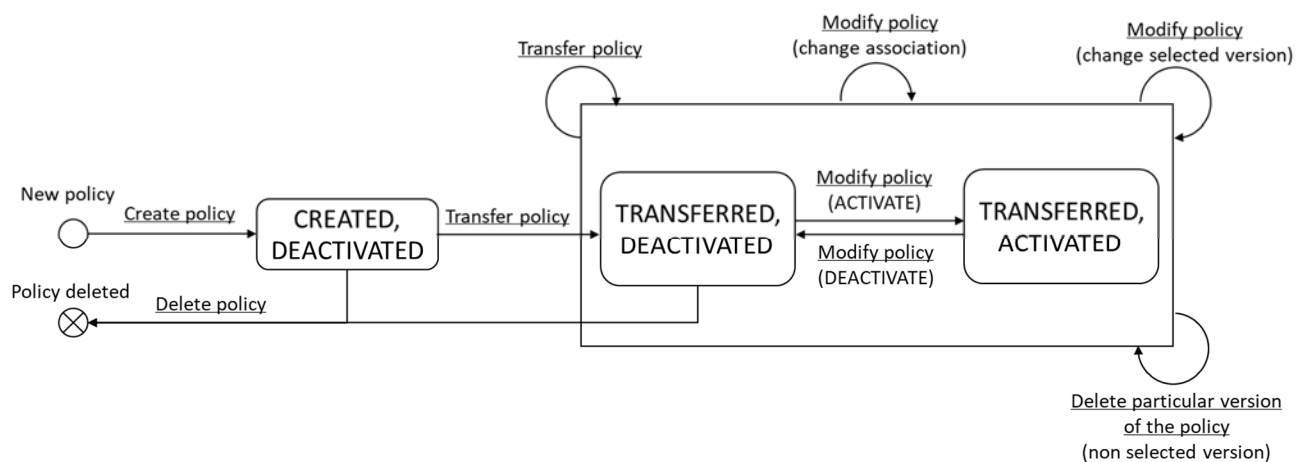 Transfer policy
Modify policy
(change association)
Modify policy
(change selected version)
New policy
Create policy
CREATED,
DEACTIVATED
Transfer policy
TRANSFERRED,
DEACTIVATED
Modify policy
(ACTIVATE)
Modify policy
(DEACTIVATE)
TRANSFERRED,
ACTIVATED
Policy deleted
Delete policy
Delete particular version
of the policy
(non selected version)